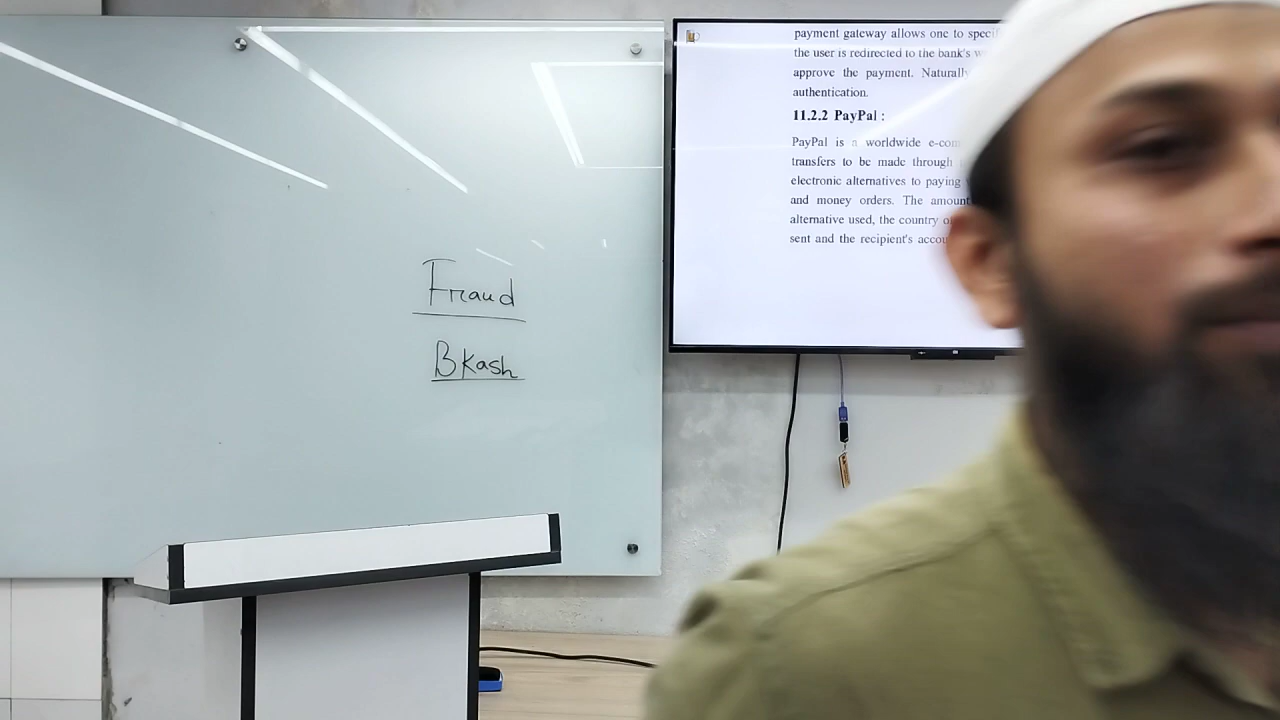 Fraud
BKash
payment gateway allows one to
the user is redirected to the bank's
approve the payment. Naturally
authentication.
11.2.2 PayPal :
PayPal is a worldwide
transfers to be made through
electronic alternatives to paying
and money orders. The amount
alternative used, the country
sent and the recipient's